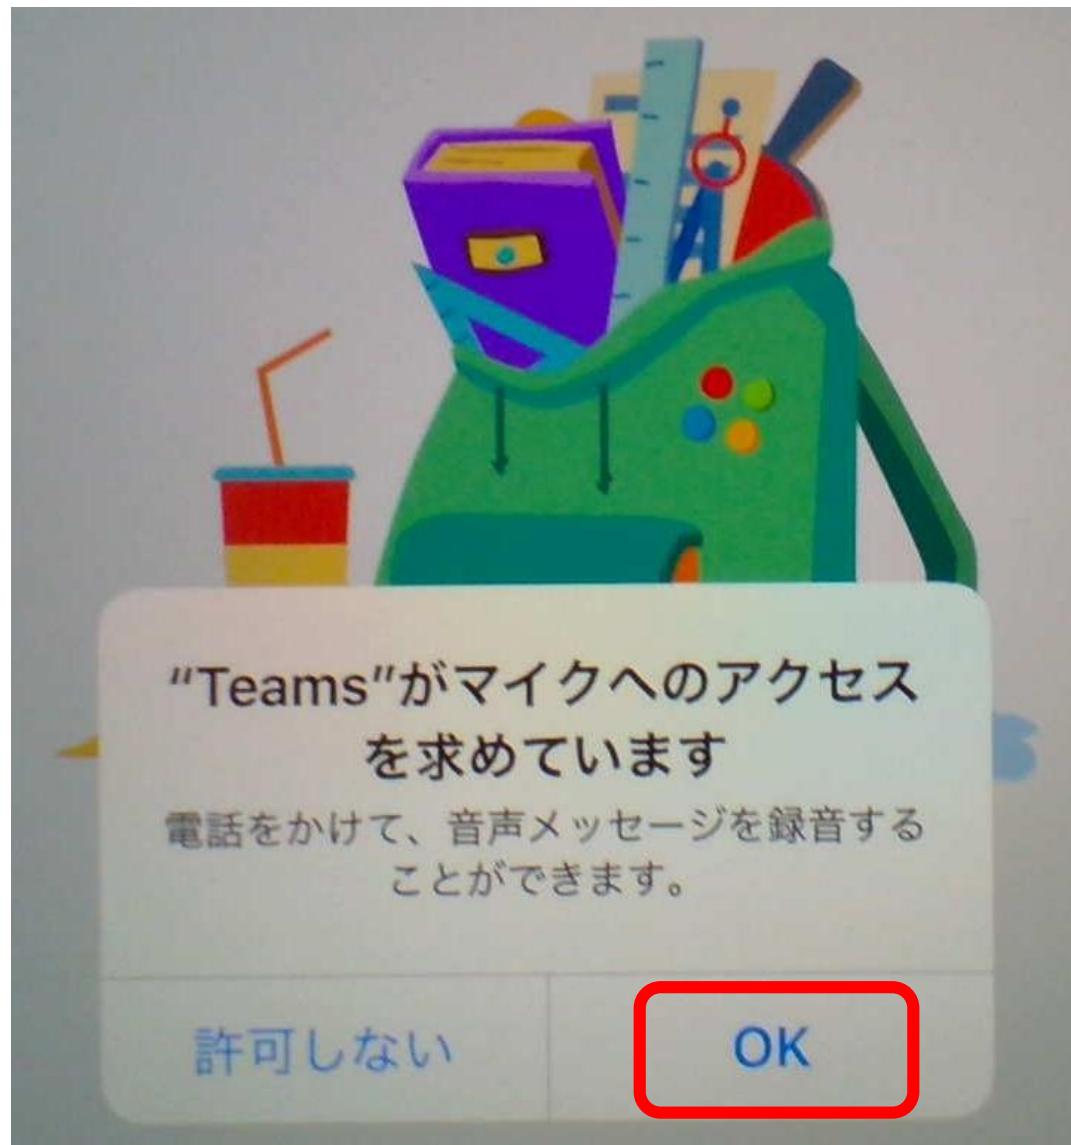 “Teams”がマイクへのアクセス
を求めています
電話をかけて、音声メッセージを録音する
ことができます。
許可しない
OK